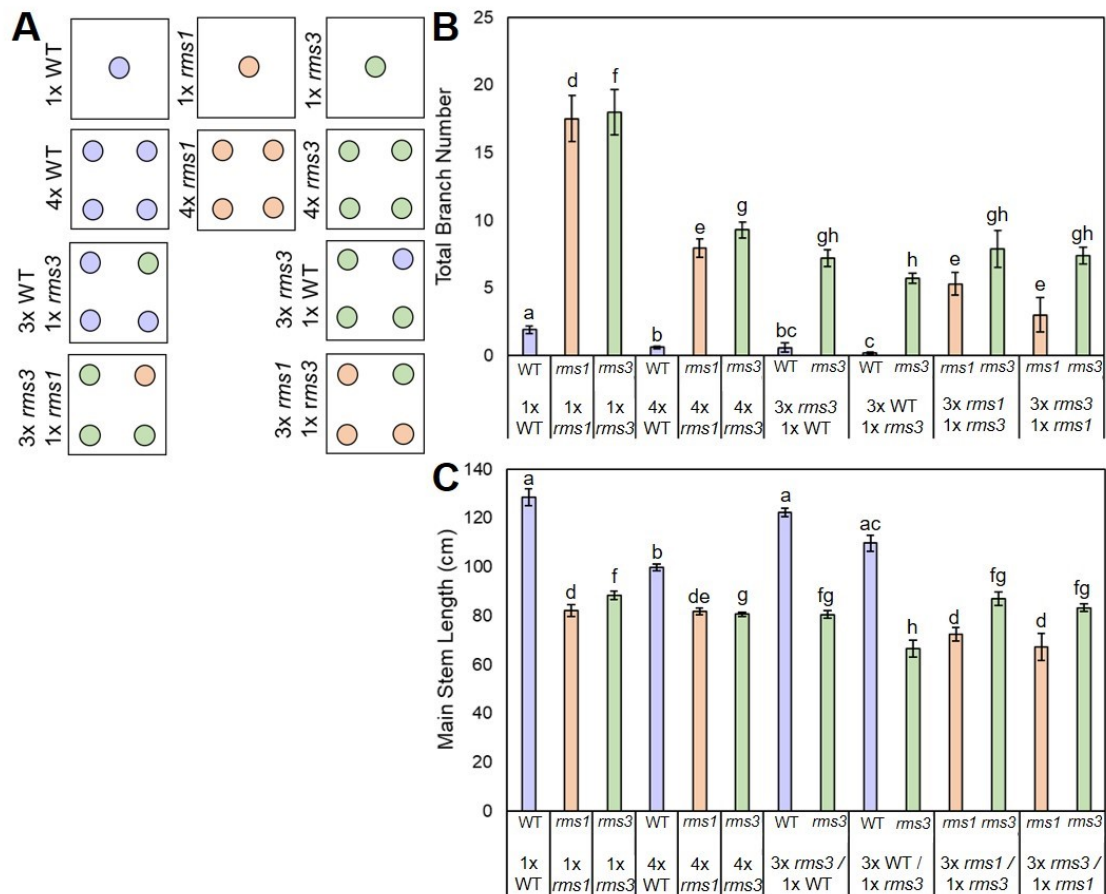 A
1x WT
1x rms1
1x rms3
4x WT
4x rms1
4x rms3
3x WT
1x rms3
3x rms3
1x WT
3x rms3
1x rms1
3x rms1
1x rms3
B
Total Branch Number
25
20
15
10
5
0
a d f b e g bc gh c h e gh e gh
WT rms1 rms3 WT rms1 rms3 WT rms3 WT rms3 rms1 rms3 rms1 rms3
1x 1x 1x 4x 4x 4x 3x rms3 3x WT 3x rms1 3x rms3
WT rms1 rms3 WT rms1 rms3 1x WT 1x rms3 1x rms3 1x rms1
C
Main Stem Length (cm)
140
120
100
80
60
40
20
0
a d f b de g a fg ac h d fg d fg
WT rms1 rms3 WT rms1 rms3 WT rms3 WT rms3 rms1 rms3 rms1 rms3
1x 1x 1x 4x 4x 4x 3x rms3 / 3x WT / 3x rms1 / 3x rms3 /
WT rms1 rms3 WT rms1 rms3 1x WT 1x rms3 1x rms3 1x rms1